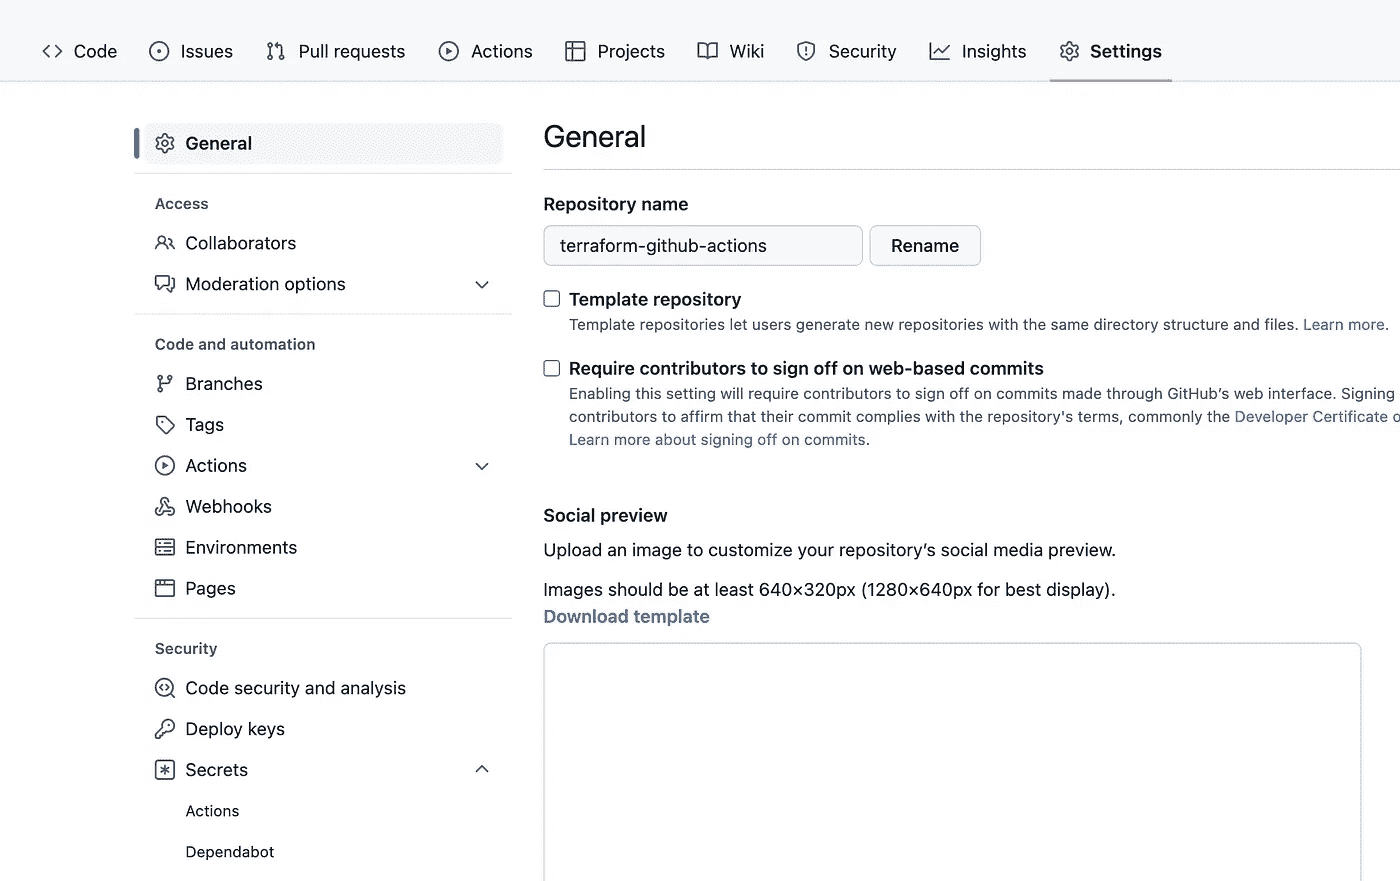 Code Issues Pull requests Actions Projects Wiki Security Insights Settings
General
Access
Collaborators
Moderation options
Code and automation
Branches
Tags
Actions
Webhooks
Environments
Pages
Security
Code security and analysis
Deploy keys
Secrets
Actions
Dependabot
General
Repository name
terraform-github-actions Rename
Template repository
Template repositories let users generate new repositories with the same directory structure and files. Learn more.
Require contributors to sign off on web-based commits
Enabling this setting will require contributors to sign off on commits made through GitHub’s web interface. Signing
contributors to affirm that their commit complies with the repository's terms, commonly the Developer Certificate o
Learn more about signing off on commits.
Social preview
Upload an image to customize your repository’s social media preview.
Images should be at least 640×320px (1280×640px for best display).
Download template